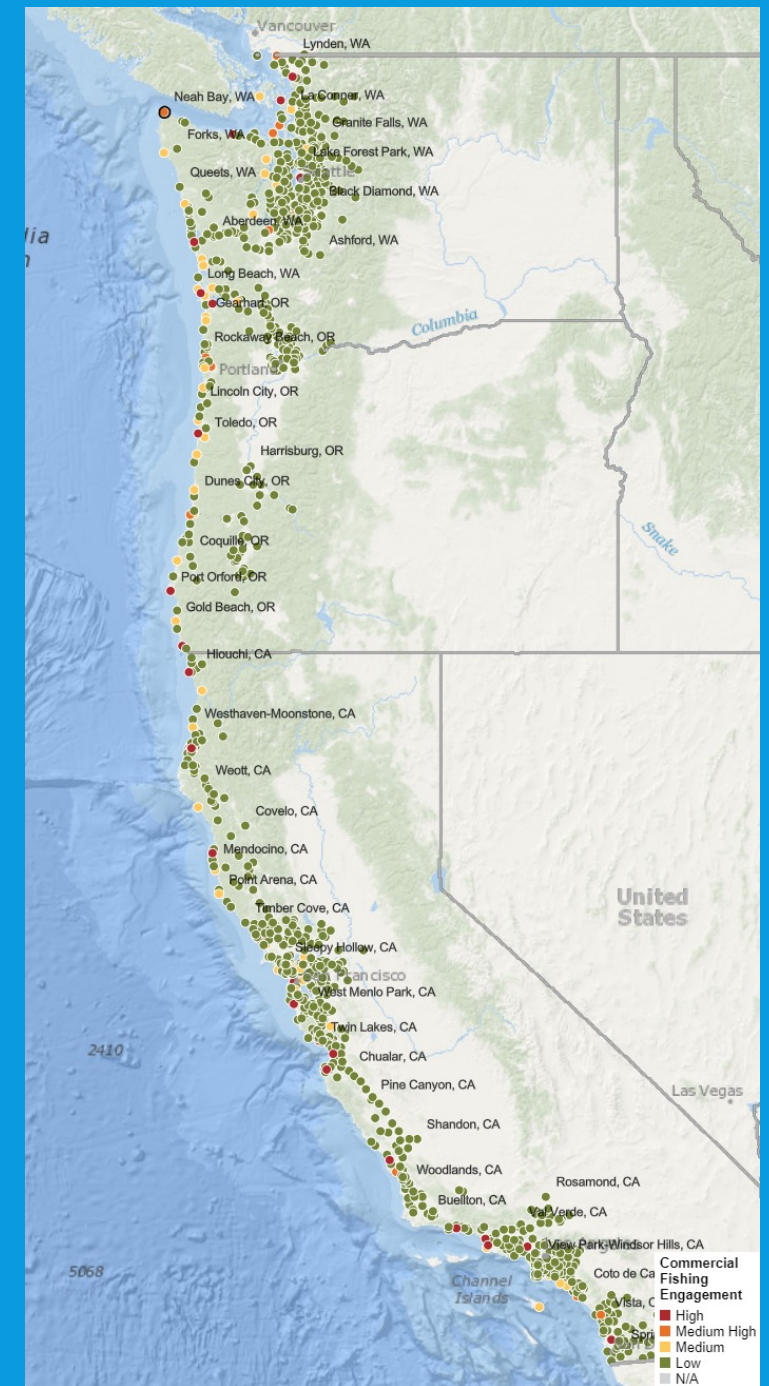 Vancouver
Lynden, WA
Neah Bay, WA
La Conner, WA
Granite Falls, WA
Forks, WA
Lake Forest Park, WA
Queets, WA
Seattle
Black Diamond, WA
Aberdeen, WA
Ashford, WA
Long Beach, WA
Gearhart, OR
Columbia
Rockaway Beach, OR
Portland
Lincoln City, OR
Toledo, OR
Harrisburg, OR
Dunes City, OR
Coquille, OR
Snake
Port Orford, OR
Gold Beach, OR
Hiouchi, CA
Westhaven-Moonstone, CA
Weott, CA
Covelo, CA
Mendocino, CA
Point Arena, CA
United
States
Timber Cove, CA
Sleepy Hollow, CA
San Francisco
West Menlo Park, CA
Twin Lakes, CA
2410
Chualar, CA
Pine Canyon, CA
Las Vegas
Shandon, CA
Woodlands, CA
Rosamond, CA
Buellton, CA
Val Verde, CA
View Park-Windsor Hills, CA
5068
Coto de Ca
Channel
Islands
Vista, C
Spri
Commercial
Fishing
Engagement
High
Medium High
Medium
Low
N/A